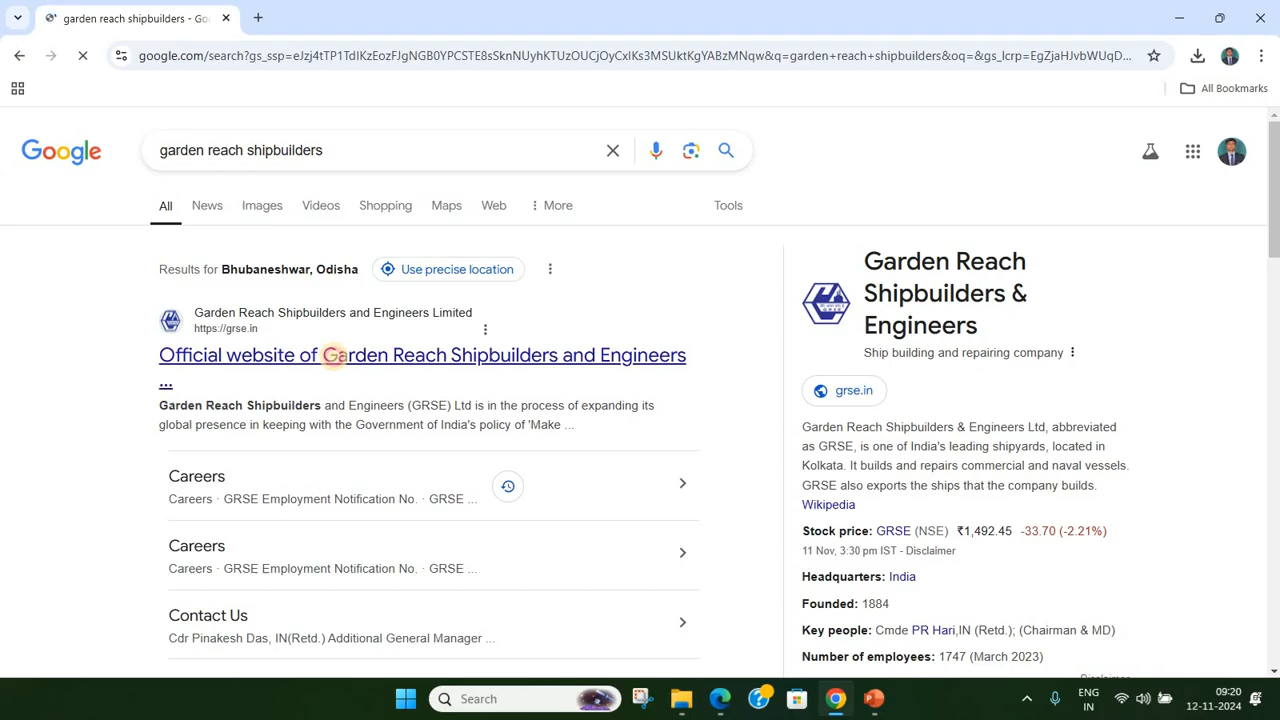 garden reach shipbuilders - Goo
google.com/search?gs_ssp=eJzj4tTP1TdIKzEozFJgNGB0YPCSTE8sSknNUyhKTUzOUCjOyCxIKs3MSUktKgYABzMNqw&q=garden+reach+shipbuilders&oq=&gs_lcrp=EgZjaHJvbWUqD...
All Bookmarks
Google
garden reach shipbuilders
All News Images Videos Shopping Maps Web More Tools
Results for Bhubaneshwar, Odisha Use precise location
Garden Reach Shipbuilders and Engineers Limited
https://grse.in
Official website of Garden Reach Shipbuilders and Engineers
...
Garden Reach Shipbuilders and Engineers (GRSE) Ltd is in the process of expanding its
global presence in keeping with the Government of India's policy of 'Make ...
Careers
Careers · GRSE Employment Notification No. · GRSE ...
Careers
Careers · GRSE Employment Notification No. · GRSE ...
Contact Us
Cdr Pinakesh Das, IN(Retd.) Additional General Manager ...
Garden Reach
Shipbuilders &
Engineers
Ship building and repairing company
grse.in
Garden Reach Shipbuilders & Engineers Ltd, abbreviated
as GRSE, is one of India's leading shipyards, located in
Kolkata. It builds and repairs commercial and naval vessels.
GRSE also exports the ships that the company builds.
Wikipedia
Stock price: GRSE (NSE) ₹1,492.45 -33.70 (-2.21%)
11 Nov, 3:30 pm IST - Disclaimer
Headquarters: India
Founded: 1884
Key people: Cmde PR Hari,IN (Retd.); (Chairman & MD)
Number of employees: 1747 (March 2023)
Disclaimer
Search
ENG
IN
09:20
12-11-2024